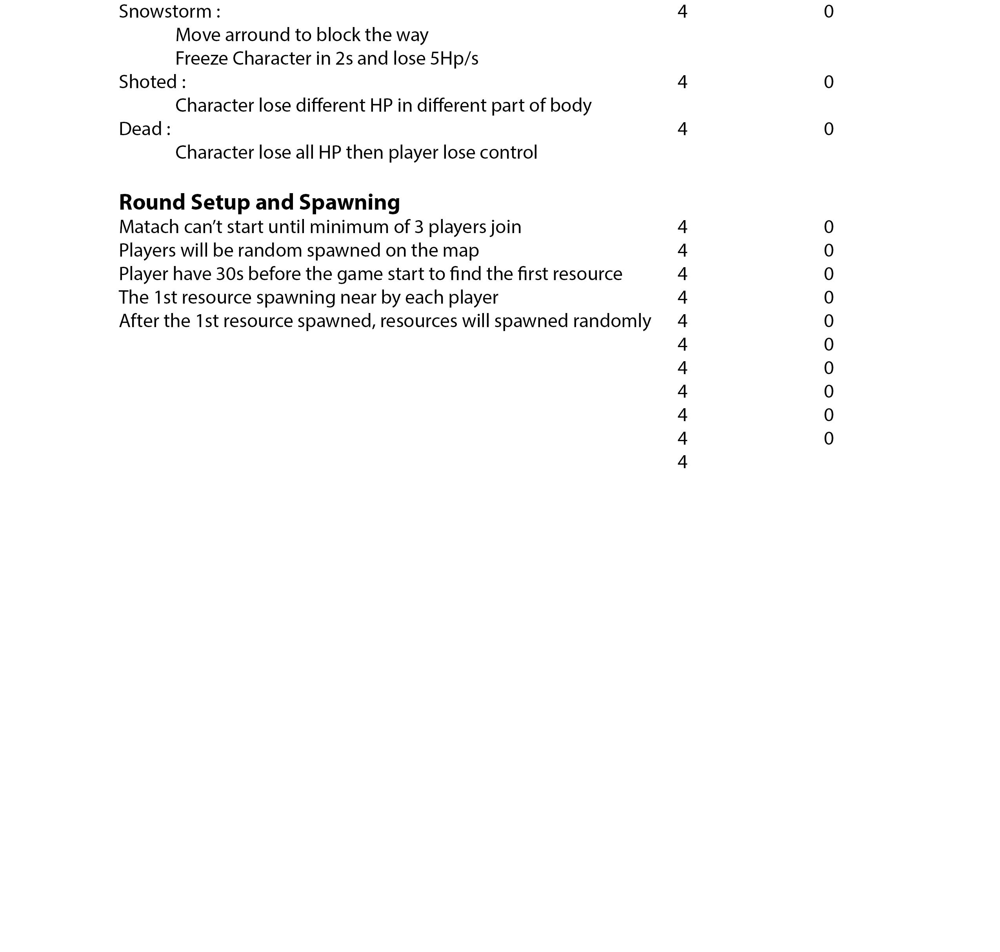 Snowstorm : 4 0
Move arround to block the way
Freeze Character in 2s and lose 5Hp/s
Shoted : 4 0
Character lose different HP in different part of body
Dead : 4 0
Character lose all HP then player lose control
Round Setup and Spawning
Matach can’t start until minimum of 3 players join 4 0
Players will be random spawned on the map 4 0
Player have 30s before the game start to find the first resource 4 0
The 1st resource spawning near by each player 4 0
After the 1st resource spawned, resources will spawned randomly 4 0
4 0
4 0
4 0
4 0
4 0
4